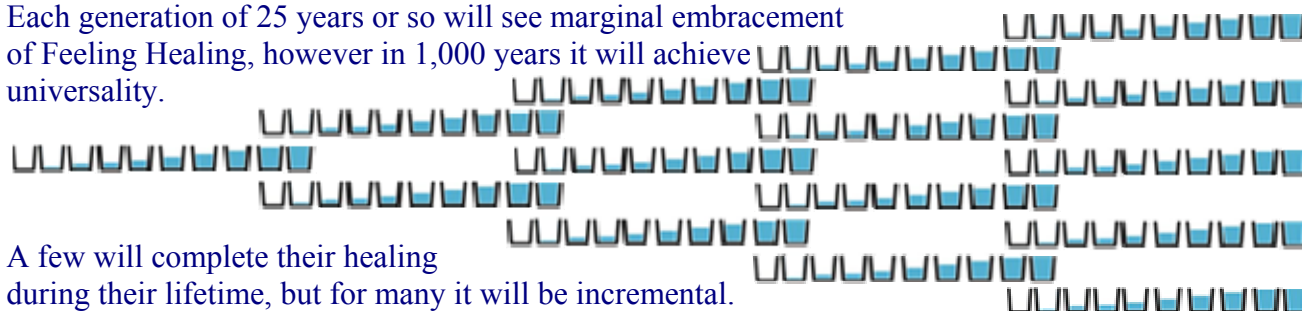 Each generation of 25 years or so will see marginal embracement
of Feeling Healing, however in 1,000 years it will achieve
universality.
A few will complete their healing
during their lifetime, but for many it will be incremental.